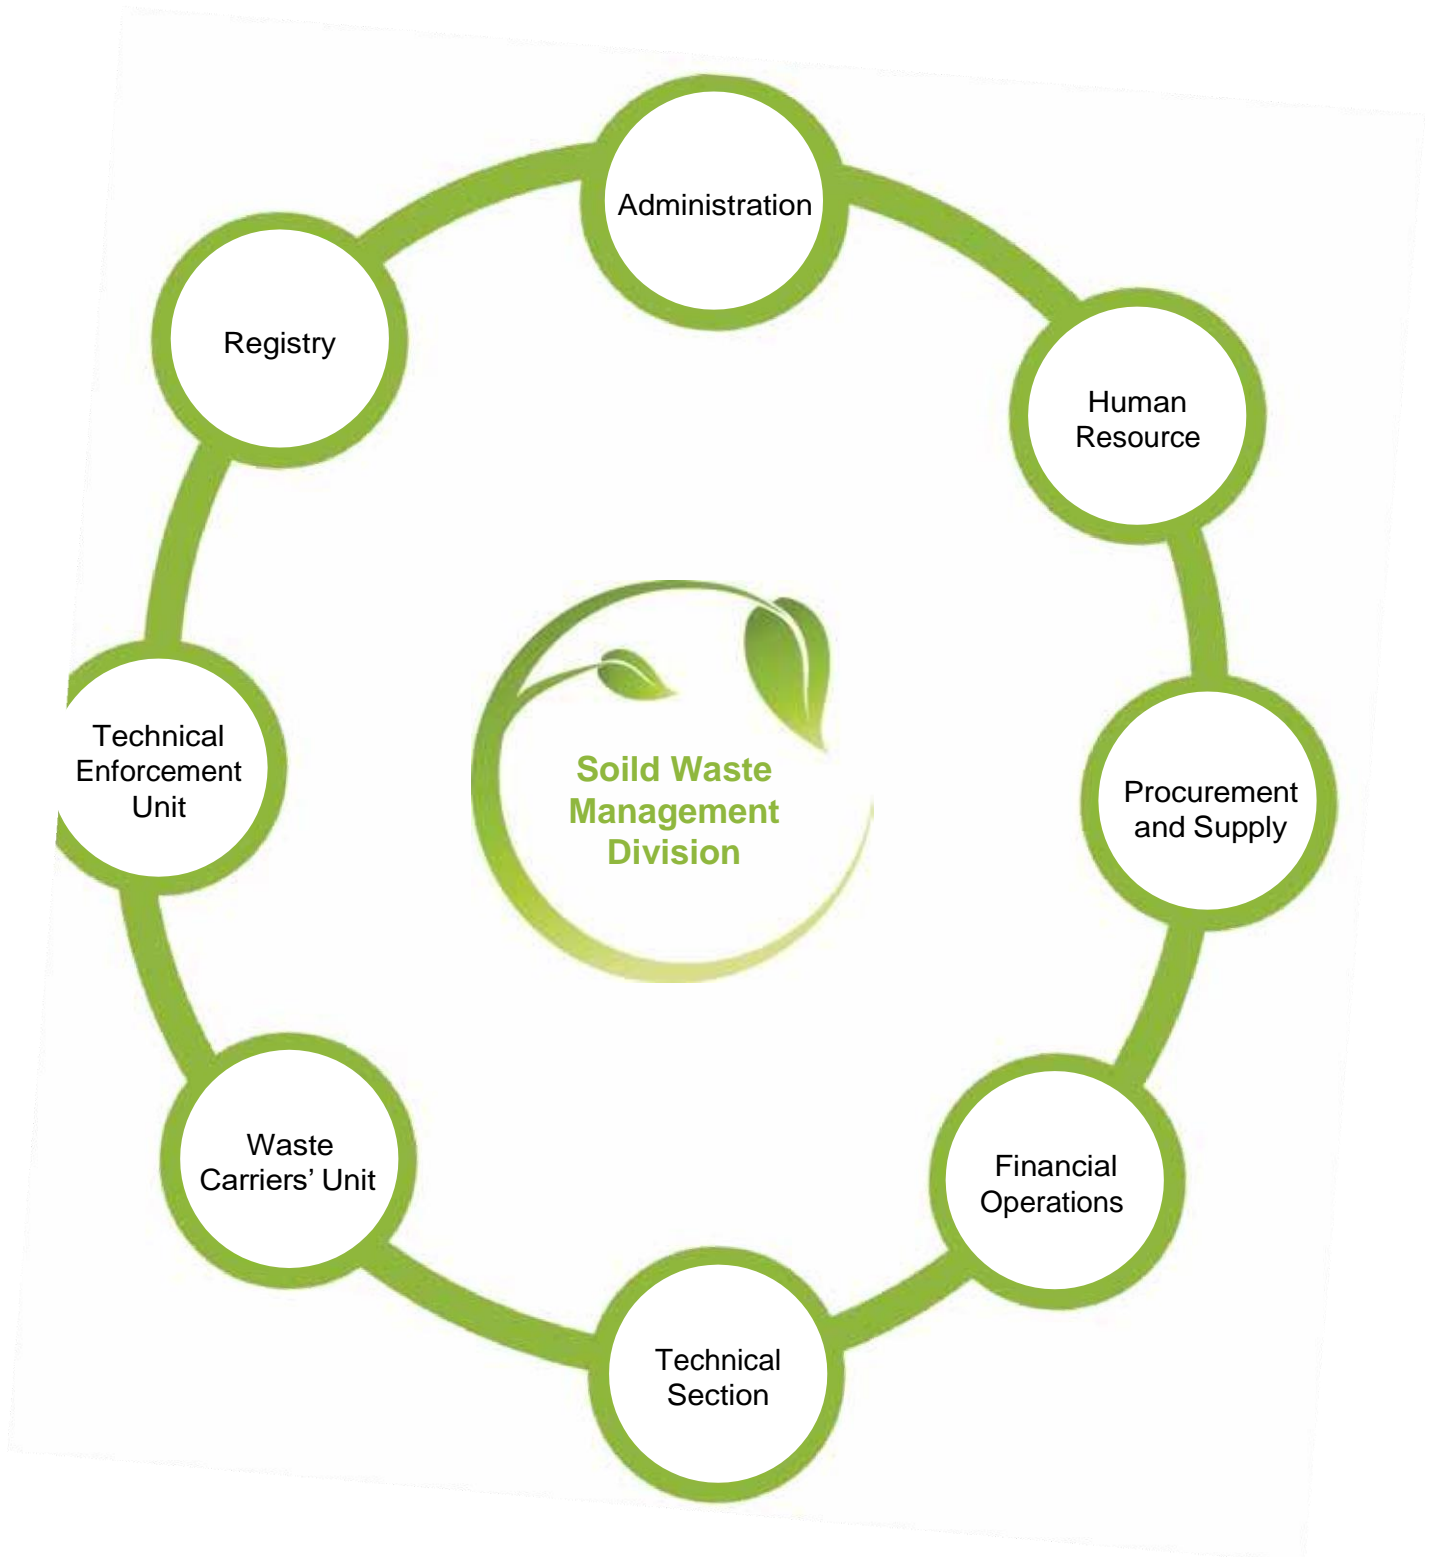 Administration
Registry
Human
Resource
Technical
Enforcement
Unit
Soild Waste
Management
Division
Procurement
and Supply
Waste
Carriers’ Unit
Financial
Operations
Technical
Section